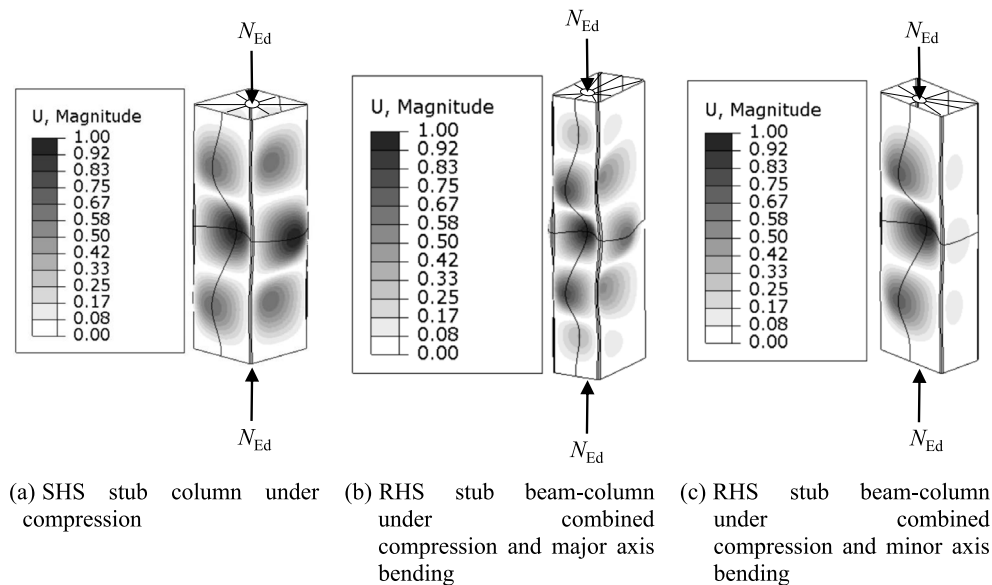 N_Ed
U, Magnitude
1.00
0.92
0.83
0.75
0.67
0.58
0.50
0.42
0.33
0.25
0.17
0.08
0.00
N_Ed
(a) SHS stub column under
compression
N_Ed
U, Magnitude
1.00
0.92
0.83
0.75
0.67
0.58
0.50
0.42
0.33
0.25
0.17
0.08
0.00
N_Ed
(b) RHS stub beam-column
under combined
compression and major axis
bending
N_Ed
U, Magnitude
1.00
0.92
0.83
0.75
0.67
0.58
0.50
0.42
0.33
0.25
0.17
0.08
0.00
N_Ed
(c) RHS stub beam-column
under combined
compression and minor axis
bending